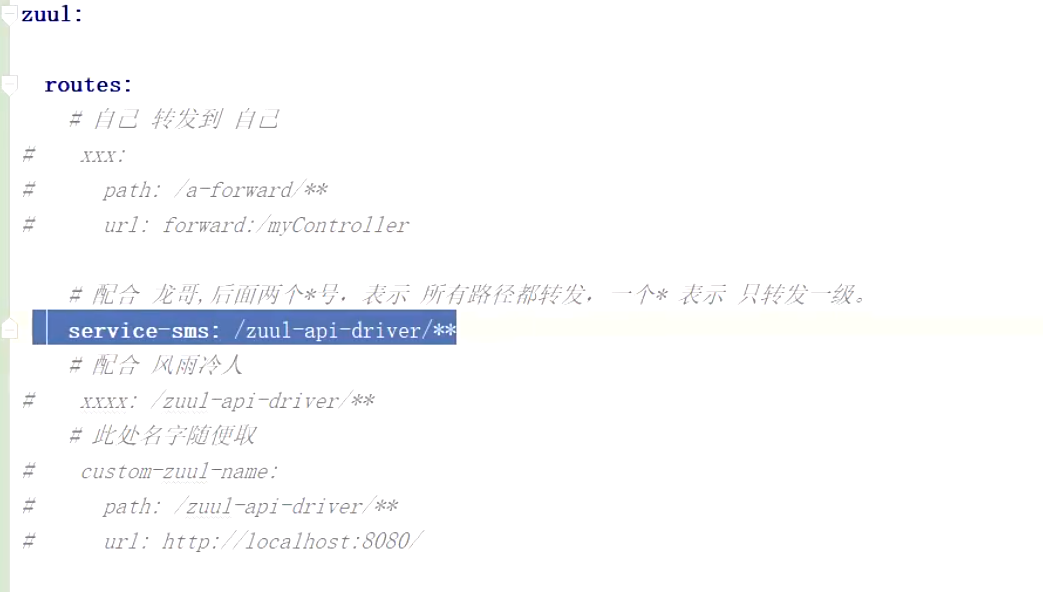 zuul:
routes:
# 自己 转发到 自己
# xxx:
# path: /a-forward/**
# url: forward:/myController
# 配合 龙哥,后面两个*号. 表示 所有路径都转发. 一个* 表示 只转发一级。
service-sms: /zuul-api-driver/**
# 配合 风雨冷人
# xxxx: /zuul-api-driver/**
# 此处名字随便取
# custom-zuul-name:
# path: /zuul-api-driver/**
# url: http://localhost:8080/